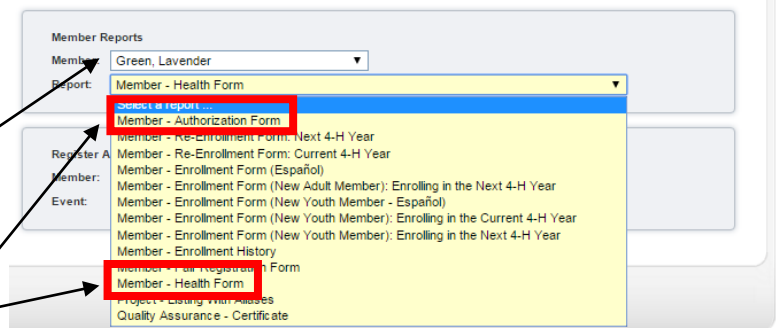 Member Reports
Member: Green, Lavender
Report: Member - Health Form
Select a report ...
Member - Authorization Form
Member - Re-Enrollment Form: Next 4-H Year
Member - Re-Enrollment Form: Current 4-H Year
Member - Enrollment Form (Español)
Member - Enrollment Form (New Adult Member): Enrolling in the Next 4-H Year
Member - Enrollment Form (New Youth Member - Español)
Member - Enrollment Form (New Youth Member): Enrolling in the Current 4-H Year
Member - Enrollment Form (New Youth Member): Enrolling in the Next 4-H Year
Member - Enrollment History
Member - Fair Registration Form
Member - Health Form
Project - Listing With Aliases
Quality Assurance - Certificate
Register A
Member:
Event: